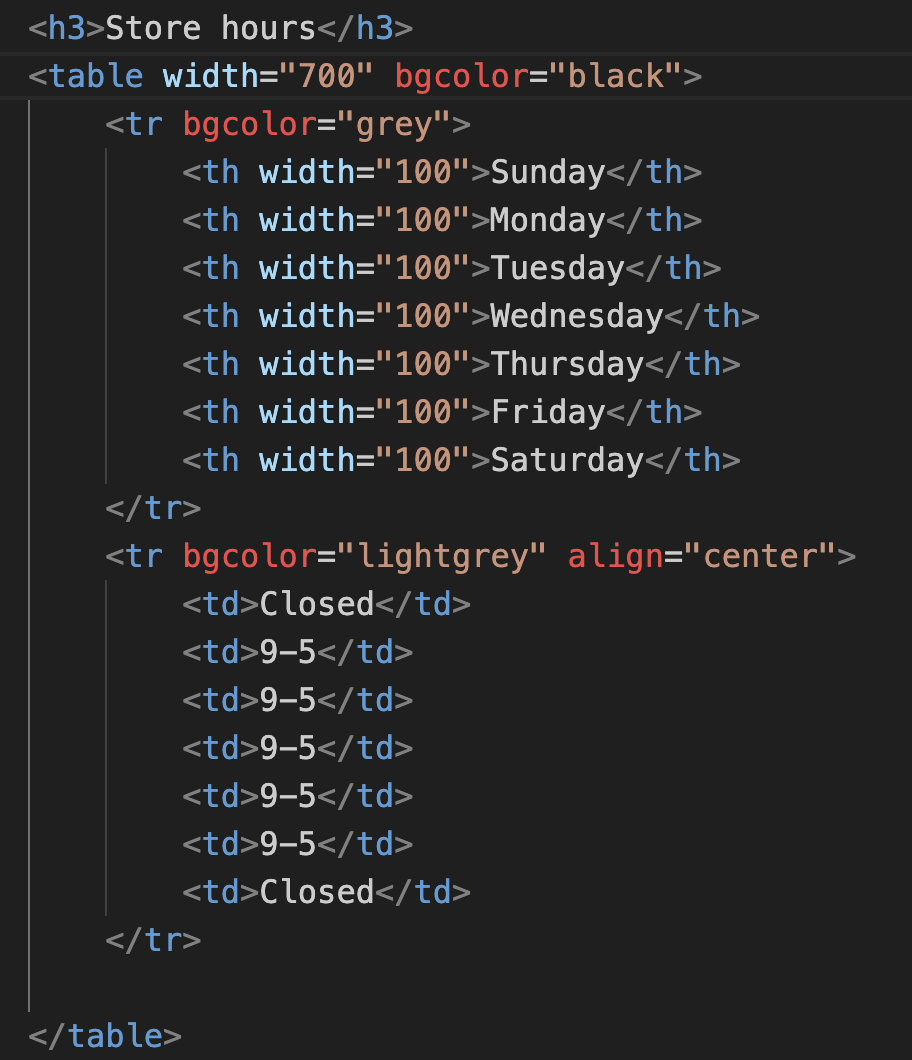 <h3>Store hours</h3>
<table width="700" bgcolor="black">
<tr bgcolor="grey">
<th width="100">Sunday</th>
<th width="100">Monday</th>
<th width="100">Tuesday</th>
<th width="100">Wednesday</th>
<th width="100">Thursday</th>
<th width="100">Friday</th>
<th width="100">Saturday</th>
</tr>
<tr bgcolor="lightgrey" align="center">
<td>Closed</td>
<td>9-5</td>
<td>9-5</td>
<td>9-5</td>
<td>9-5</td>
<td>9-5</td>
<td>Closed</td>
</tr>
</table>